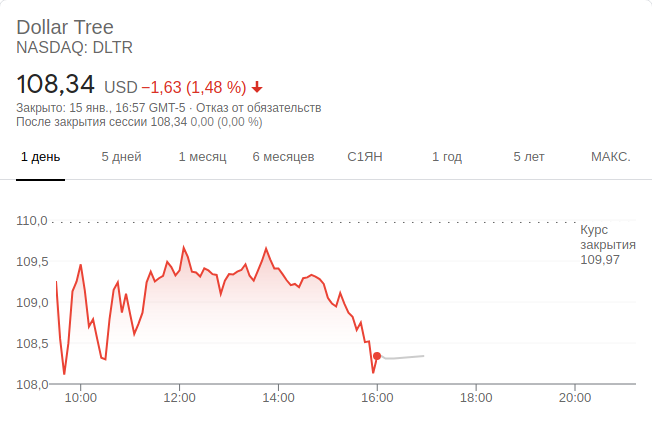 Dollar Tree
NASDAQ: DLTR
108,34 USD −1,63 (1,48 %)
Закрыто: 15 янв., 16:57 GMT-5 · Отказ от обязательств
После закрытия сессии 108,34 0,00 (0,00 %)
1 день 5 дней 1 месяц 6 месяцев С1ЯН 1 год 5 лет МАКС.
110,0
Курс
закрытия
109,97
109,5
109,0
108,5
108,0
10:00 12:00 14:00 16:00 18:00 20:00